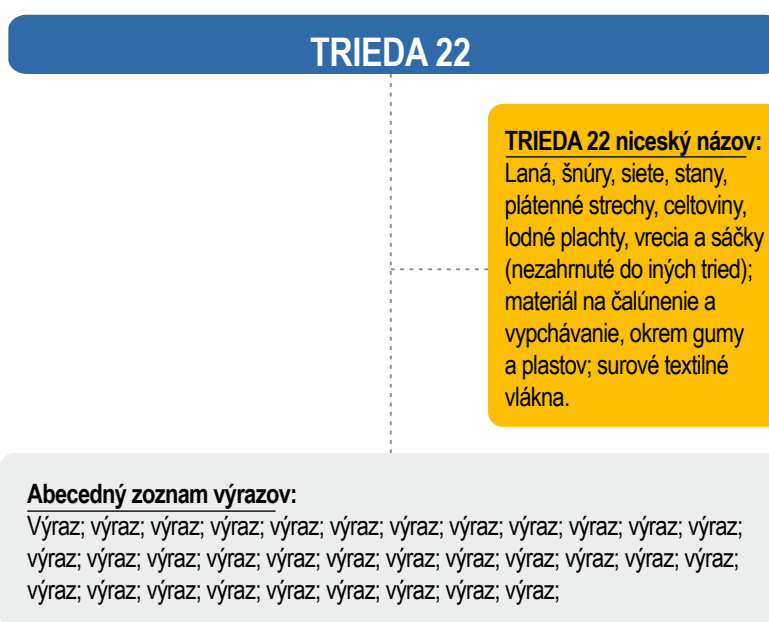 TRIEDA 22
TRIEDA 22 niceský názov:
Laná, šnúry, siete, stany,
plátenné strechy, celtoviny,
lodné plachty, vrecia a sáčky
(nezahrnuté do iných tried);
materiál na čalúnenie a
vypchávanie, okrem gumy
a plastov; surové textilné
vlákna.
Abecedný zoznam výrazov:
Výraz; výraz; výraz; výraz; výraz; výraz; výraz; výraz; výraz; výraz; výraz; výraz;
výraz; výraz; výraz; výraz; výraz; výraz; výraz; výraz; výraz; výraz; výraz; výraz;
výraz; výraz; výraz; výraz; výraz; výraz; výraz; výraz; výraz;